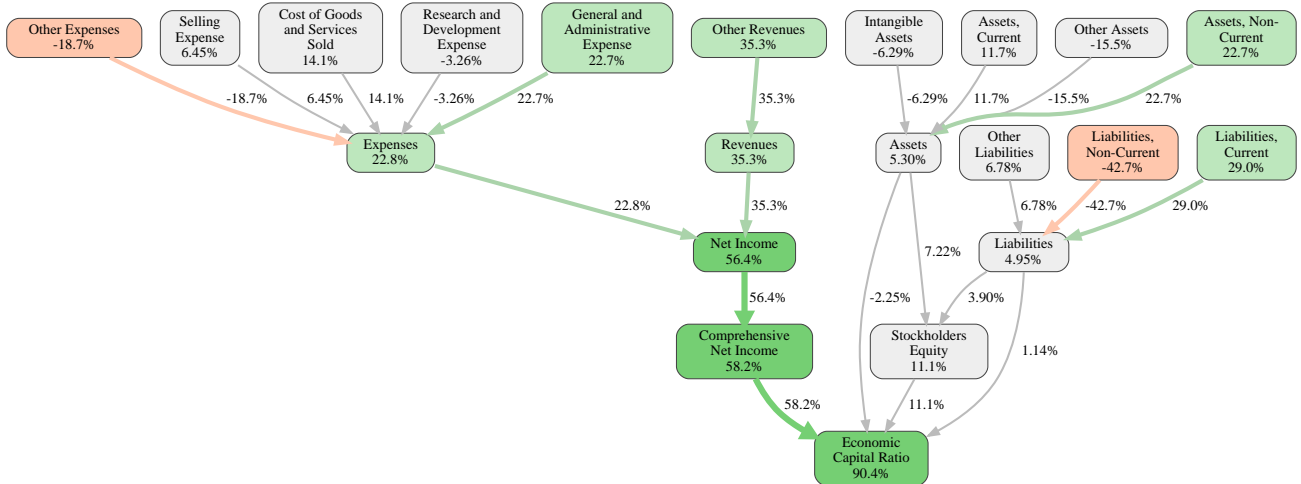 Other Expenses
-18.7%
Selling
Expense
6.45%
Cost of Goods
and Services
Sold
14.1%
Research and
Development
Expense
-3.26%
General and
Administrative
Expense
22.7%
Other Revenues
35.3%
Intangible
Assets
-6.29%
Assets,
Current
11.7%
Other Assets
-15.5%
Assets, Non-
Current
22.7%
-18.7%
6.45%
14.1%
-3.26%
22.7%
35.3%
-6.29%
11.7%
-15.5%
22.7%
Expenses
22.8%
Revenues
35.3%
Assets
5.30%
Other
Liabilities
6.78%
Liabilities,
Non-Current
-42.7%
Liabilities,
Current
29.0%
22.8%
35.3%
7.22%
6.78%
-42.7%
29.0%
Net Income
56.4%
Liabilities
4.95%
56.4%
-2.25%
3.90%
Comprehensive
Net Income
58.2%
Stockholders
Equity
11.1%
1.14%
58.2%
11.1%
Economic
Capital Ratio
90.4%